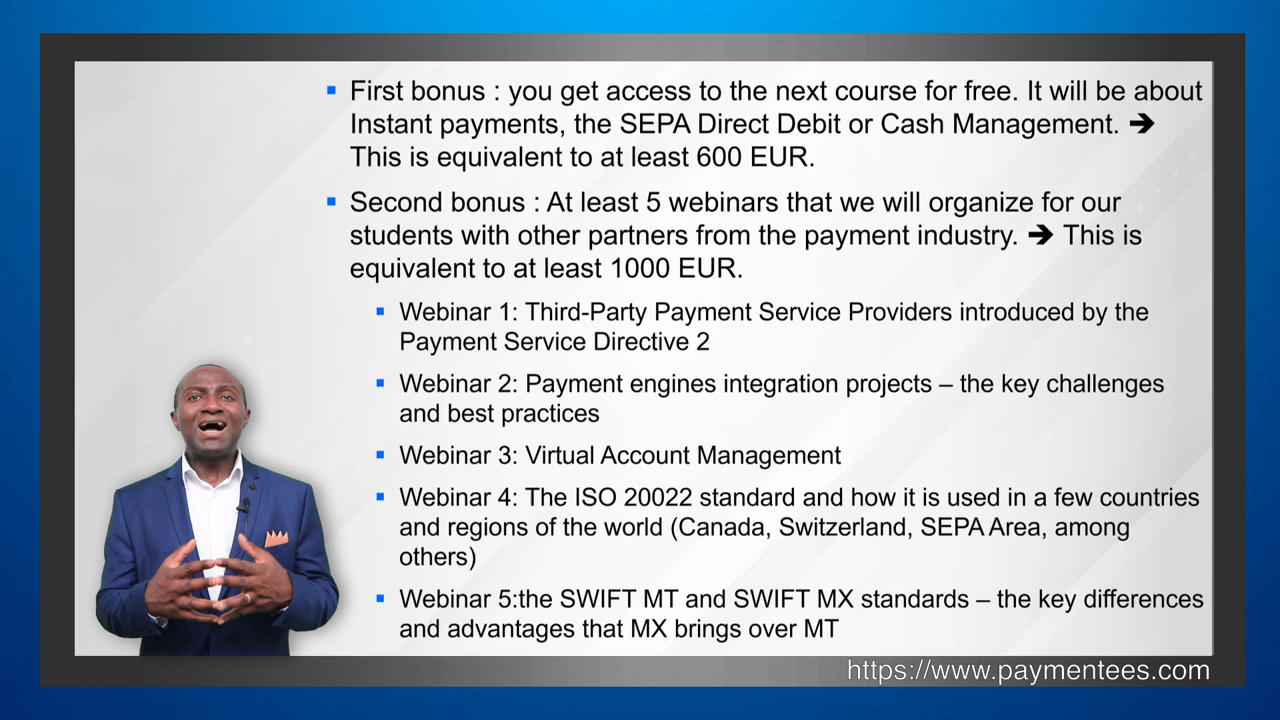 First bonus : you get access to the next course for free. It will be about
Instant payments, the SEPA Direct Debit or Cash Management. ➔
This is equivalent to at least 600 EUR.
Second bonus : At least 5 webinars that we will organize for our
students with other partners from the payment industry. ➔ This is
equivalent to at least 1000 EUR.
Webinar 1: Third-Party Payment Service Providers introduced by the
Payment Service Directive 2
Webinar 2: Payment engines integration projects – the key challenges
and best practices
Webinar 3: Virtual Account Management
Webinar 4: The ISO 20022 standard and how it is used in a few countries
and regions of the world (Canada, Switzerland, SEPA Area, among
others)
Webinar 5:the SWIFT MT and SWIFT MX standards – the key differences
and advantages that MX brings over MT
https://www.paymentees.com